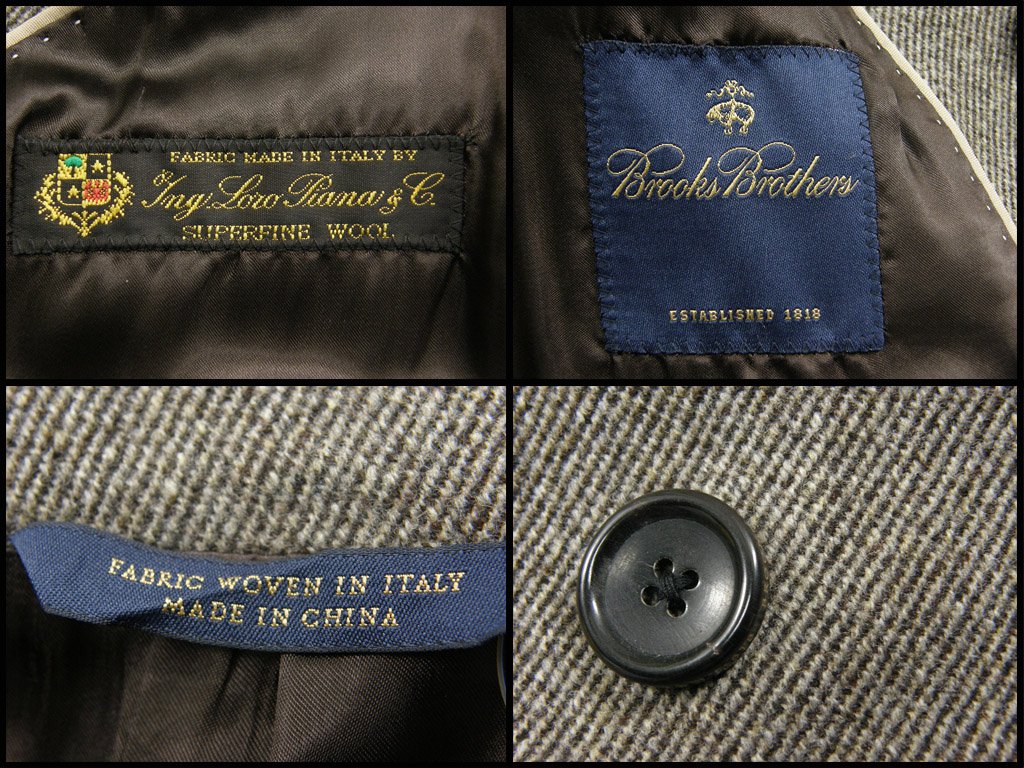 FABRIC MADE IN ITALY BY
Ing. Loro Piana & C.
SUPERFINE WOOL
Brooks Brothers
ESTABLISHED 1818
FABRIC WOVEN IN ITALY
MADE IN CHINA